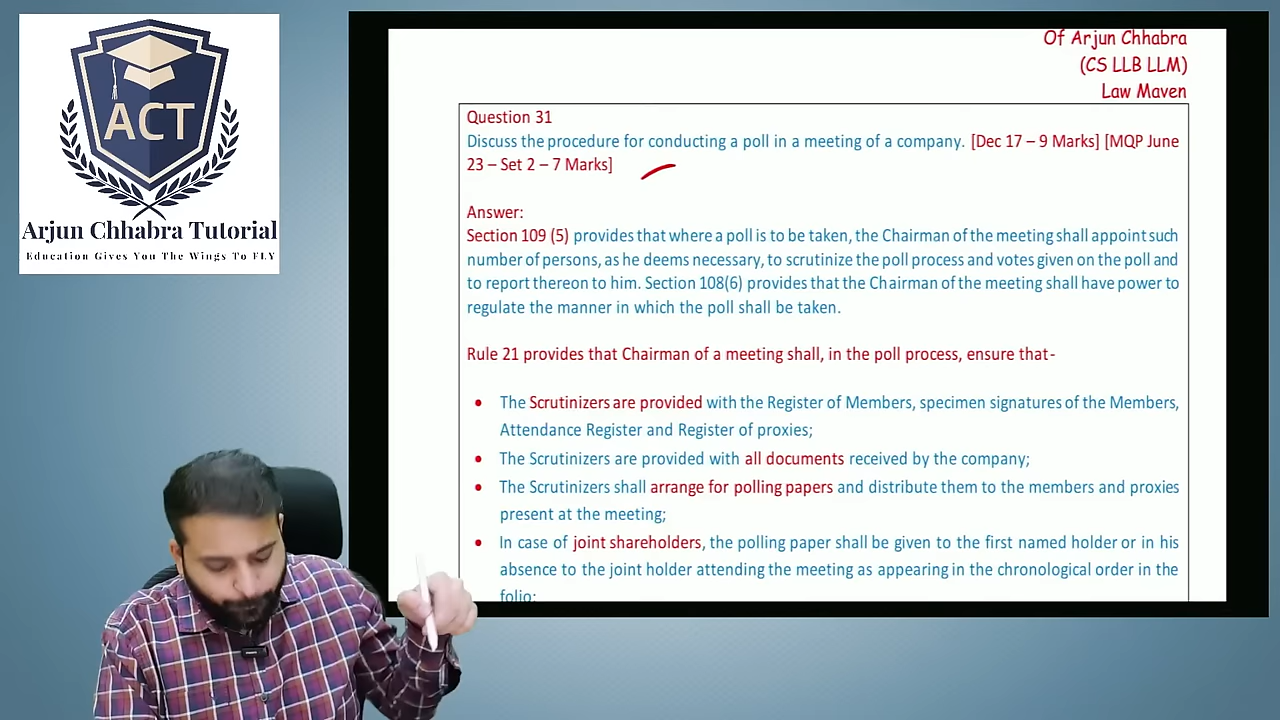 ACT
Arjun Chhabra Tutorial
Education Gives You The Wings To FLY
Of Arjun Chhabra
(CS LLB LLM)
Law Maven
Question 31
Discuss the procedure for conducting a poll in a meeting of a company. [Dec 17 – 9 Marks] [MQP June
23 – Set 2 – 7 Marks]
Answer:
Section 109 (5) provides that where a poll is to be taken, the Chairman of the meeting shall appoint such
number of persons, as he deems necessary, to scrutinize the poll process and votes given on the poll and
to report thereon to him. Section 108(6) provides that the Chairman of the meeting shall have power to
regulate the manner in which the poll shall be taken.
Rule 21 provides that Chairman of a meeting shall, in the poll process, ensure that-
• The Scrutinizers are provided with the Register of Members, specimen signatures of the Members,
Attendance Register and Register of proxies;
• The Scrutinizers are provided with all documents received by the company;
• The Scrutinizers shall arrange for polling papers and distribute them to the members and proxies
present at the meeting;
• In case of joint shareholders, the polling paper shall be given to the first named holder or in his
absence to the joint holder attending the meeting as appearing in the chronological order in the
folio;